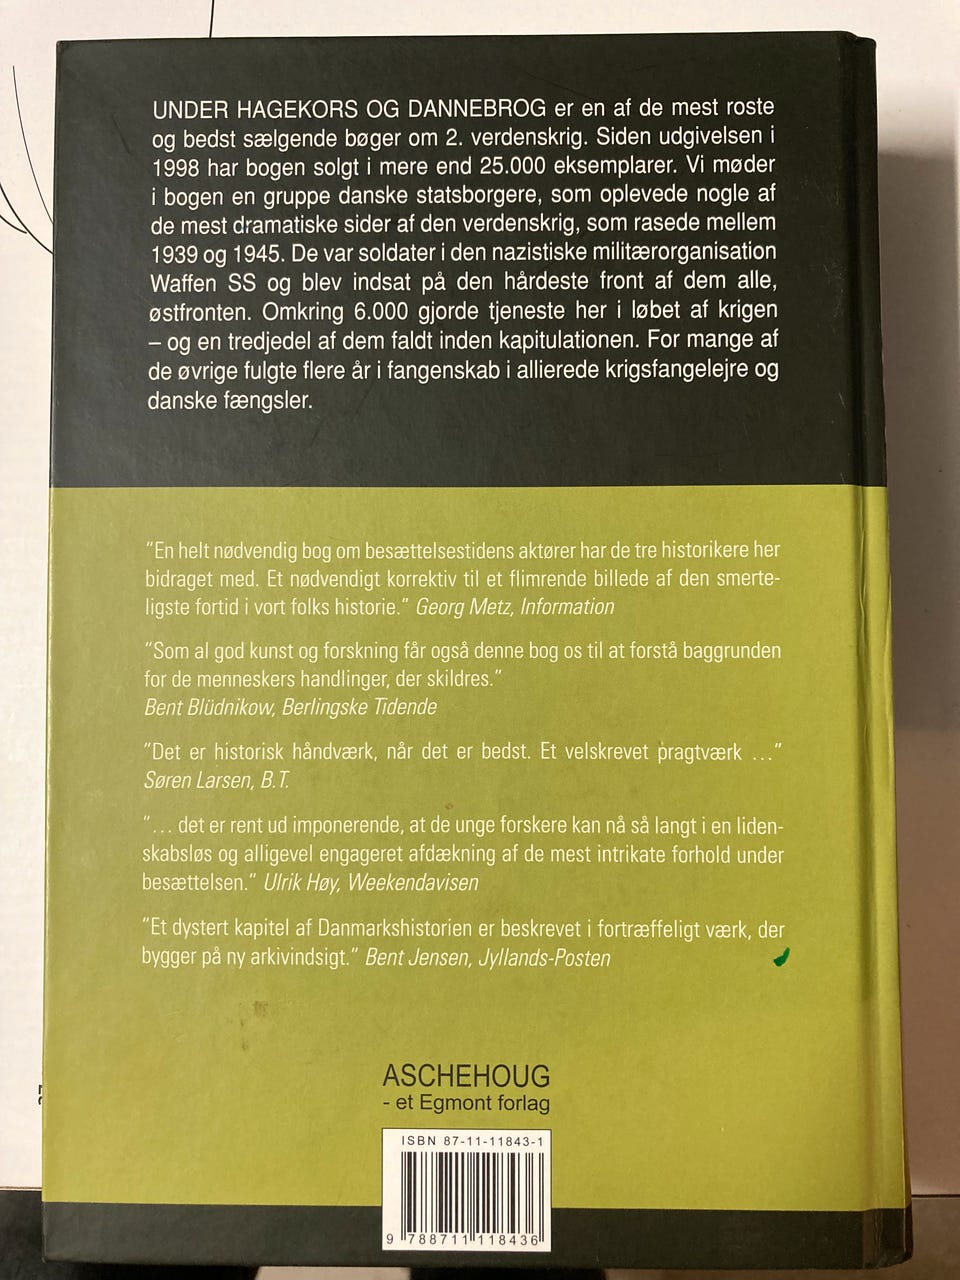 UNDER HAGEKORS OG DANNEBROG er en af de mest roste
og bedst sælgende bøger om 2. verdenskrig. Siden udgivelsen i
1998 har bogen solgt i mere end 25.000 eksemplarer. Vi møder
i bogen en gruppe danske statsborgere, som oplevede nogle af
de mest dramatiske sider af den verdenskrig, som rasede mellem
1939 og 1945. De var soldater i den nazistiske militærorganisation
Waffen SS og blev indsat på den hårdeste front af dem alle,
østfronten. Omkring 6.000 gjorde tjeneste her i løbet af krigen
– og en tredjedel af dem faldt inden kapitulationen. For mange af
de øvrige fulgte flere år i fangenskab i allierede krigsfangelejre og
danske fængsler.
"En helt nødvendig bog om besættelsestidens aktører har de tre historikere her
bidraget med. Et nødvendigt korrektiv til et flimrende billede af den smerte-
ligste fortid i vort folks historie." Georg Metz, Information
"Som al god kunst og forskning får også denne bog os til at forstå baggrunden
for de menneskers handlinger, der skildres."
Bent Blüdnikow, Berlingske Tidende
"Det er historisk håndværk, når det er bedst. Et velskrevet pragtværk ..."
Søren Larsen, B.T.
"... det er rent ud imponerende, at de unge forskere kan nå så langt i en liden-
skabsløs og alligevel engageret afdækning af de mest intrikate forhold under
besættelsen." Ulrik Høy, Weekendavisen
"Et dystert kapitel af Danmarkshistorien er beskrevet i fortræffeligt værk, der
bygger på ny arkivindsigt." Bent Jensen, Jyllands-Posten
ASCHEHOUG
- et Egmont forlag
ISBN 87-11-11843-1
9 788711 118436